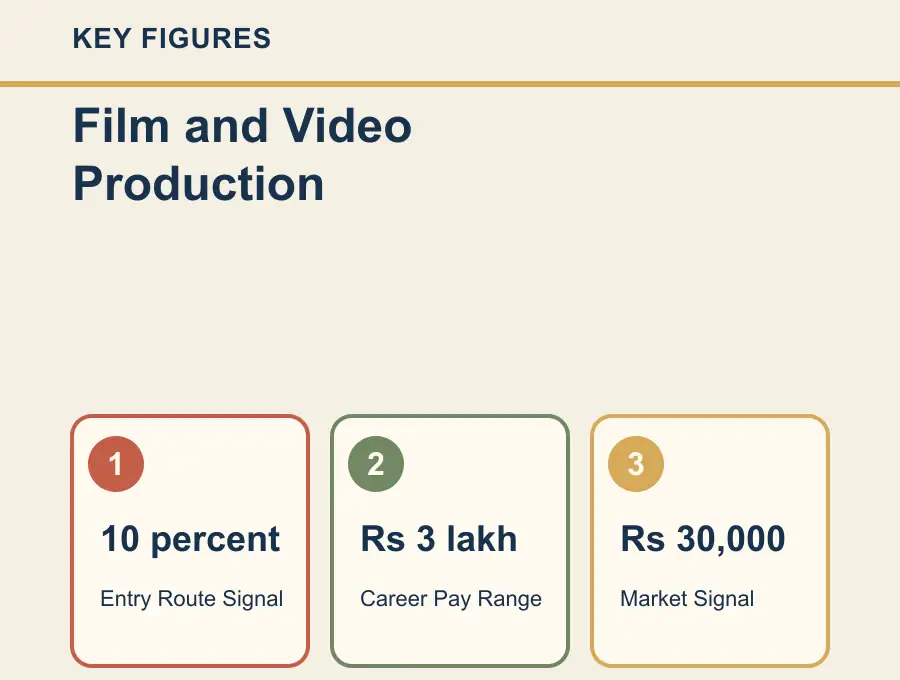 KEY FIGURES
Film and Video
Production
1
10 percent
Entry Route Signal
2
Rs 3 lakh
Career Pay Range
3
Rs 30,000
Market Signal